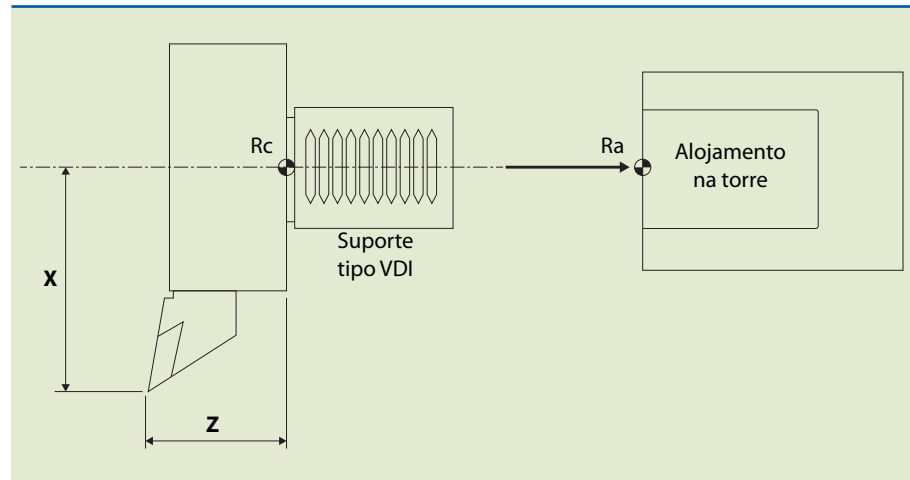 Rc
Ra
Alojamento
na torre
Suporte
tipo VDI
X
Z